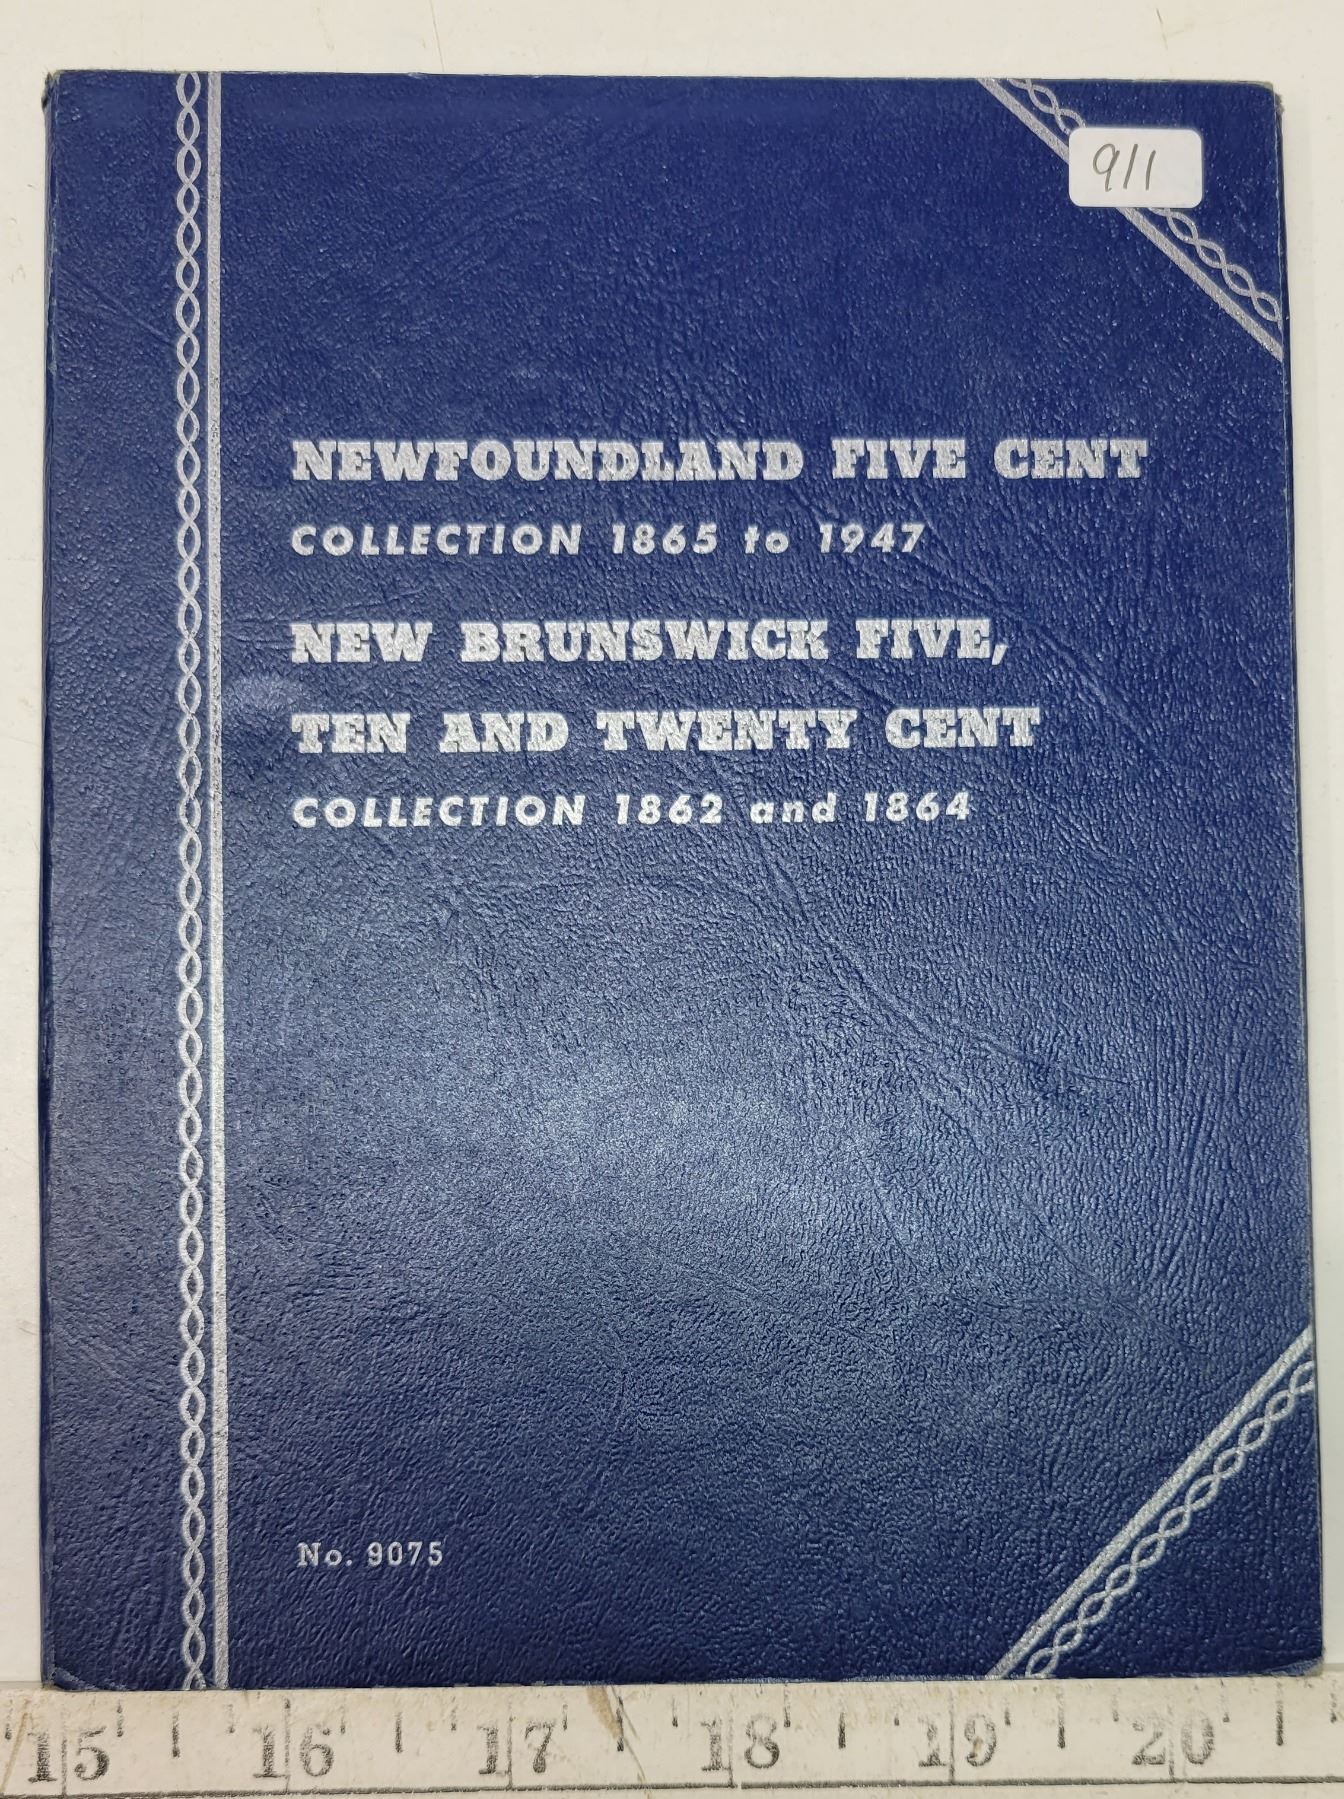 911
NEWFOUNDLAND FIVE CENT
COLLECTION 1865 to 1947
NEW BRUNSWICK FIVE,
TEN AND TWENTY CENT
COLLECTION 1862 and 1864
No. 9075
15 16 17 18 19 20